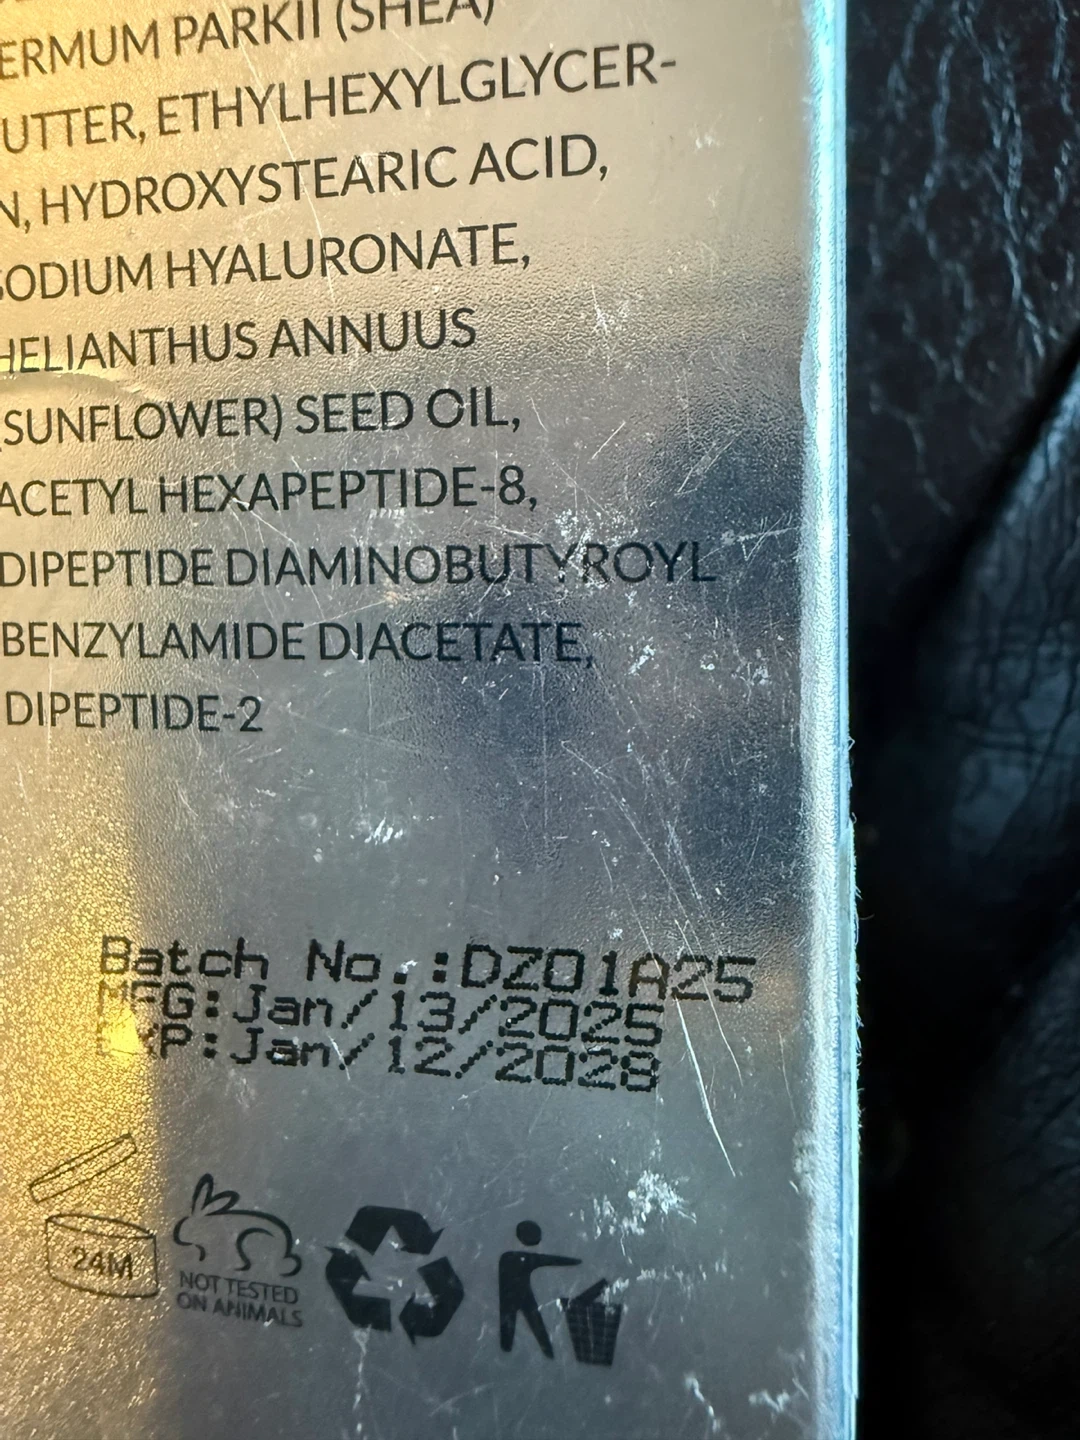 ERMUM PARKII (SHEA)
UTTER, ETHYLHEXYLGLYCER-
N, HYDROXYSTEARIC ACID,
SODIUM HYALURONATE,
HELIANTHUS ANNUUS
(SUNFLOWER) SEED OIL,
ACETYL HEXAPEPTIDE-8,
DIPEPTIDE DIAMINOBUTYROYL
BENZYLAMIDE DIACETATE,
DIPEPTIDE-2
Batch No.:DZ01A25
MFG:Jan/13/2025
EXP:Jan/12/2028
24M
NOT TESTED
ON ANIMALS